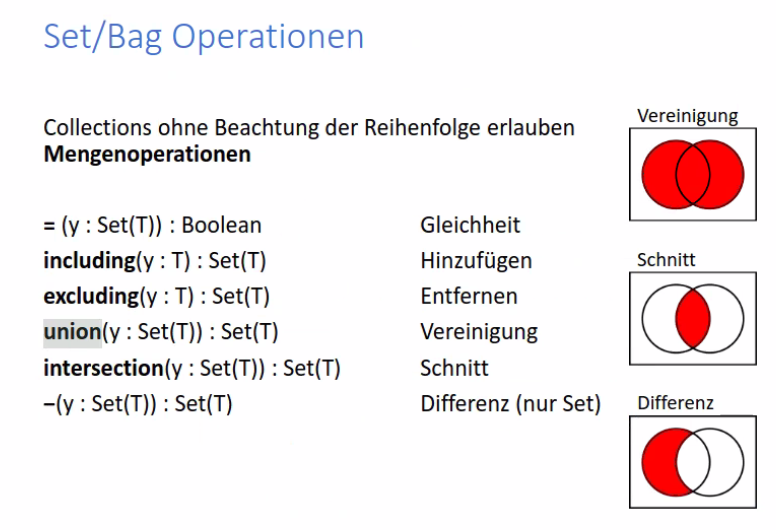 Set/Bag Operationen
Collections ohne Beachtung der Reihenfolge erlauben
Mengenoperationen
= (y : Set(T)) : Boolean Gleichheit
including(y : T) : Set(T) Hinzufügen
excluding(y : T) : Set(T) Entfernen
union(y : Set(T)) : Set(T) Vereinigung
intersection(y : Set(T)) : Set(T) Schnitt
−(y : Set(T)) : Set(T) Differenz (nur Set)
Vereinigung
Schnitt
Differenz